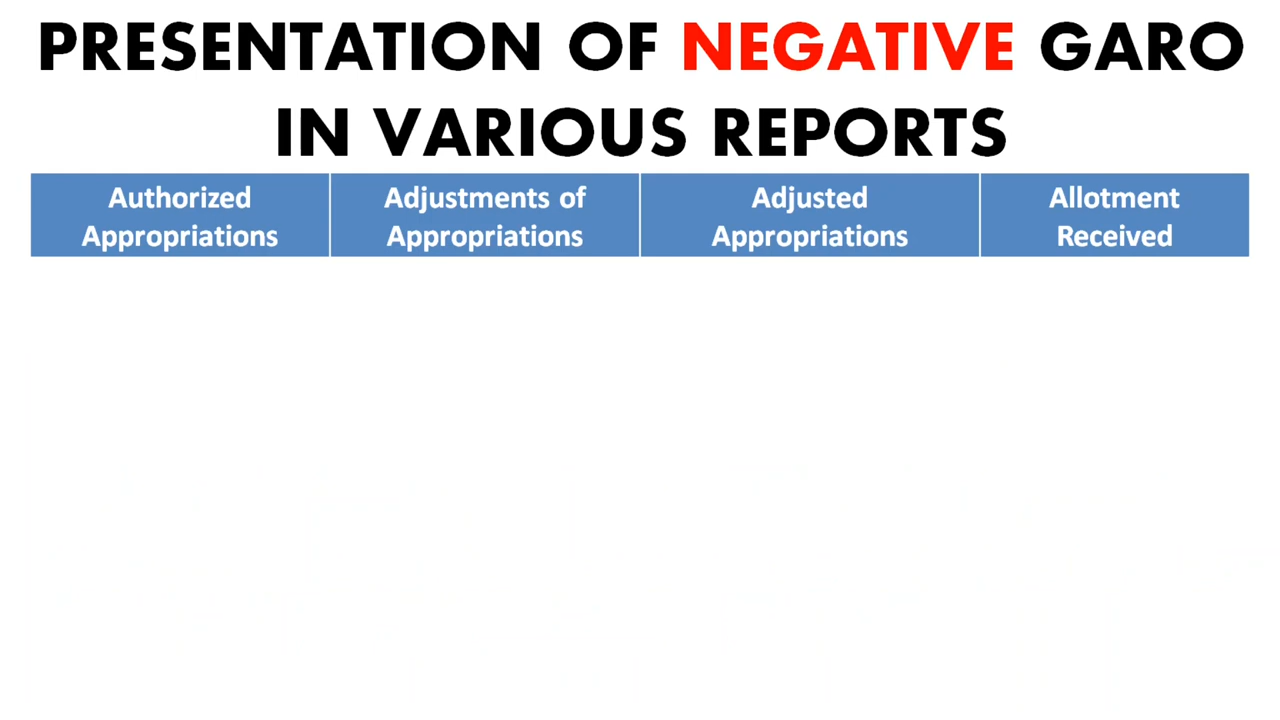 PRESENTATION OF NEGATIVE GARO
IN VARIOUS REPORTS
Authorized Appropriations
Adjustments of Appropriations
Adjusted Appropriations
Allotment Received